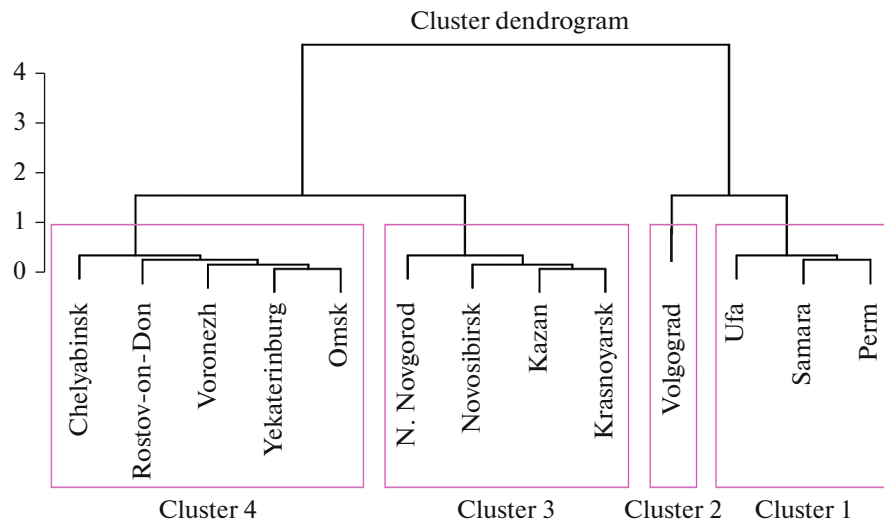 Cluster dendrogram
4
3
2
1
0
Chelyabinsk
Rostov-on-Don
Voronezh
Yekaterinburg
Omsk
N. Novgorod
Novosibirsk
Kazan
Krasnoyarsk
Volgograd
Ufa
Samara
Perm
Cluster 4
Cluster 3
Cluster 2
Cluster 1